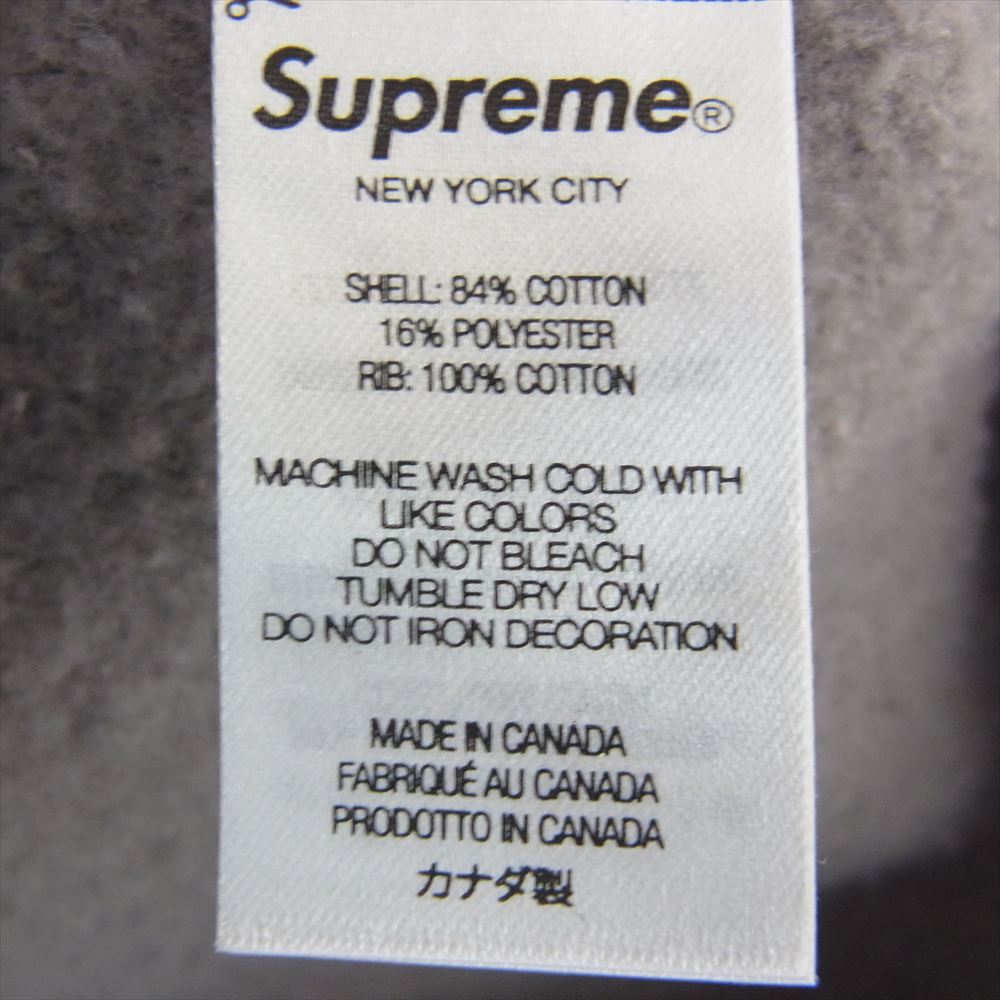 Supreme®
NEW YORK CITY
SHELL: 84% COTTON
16% POLYESTER
RIB: 100% COTTON
MACHINE WASH COLD WITH
LIKE COLORS
DO NOT BLEACH
TUMBLE DRY LOW
DO NOT IRON DECORATION
MADE IN CANADA
FABRIQUÉ AU CANADA
PRODOTTO IN CANADA
カナダ製